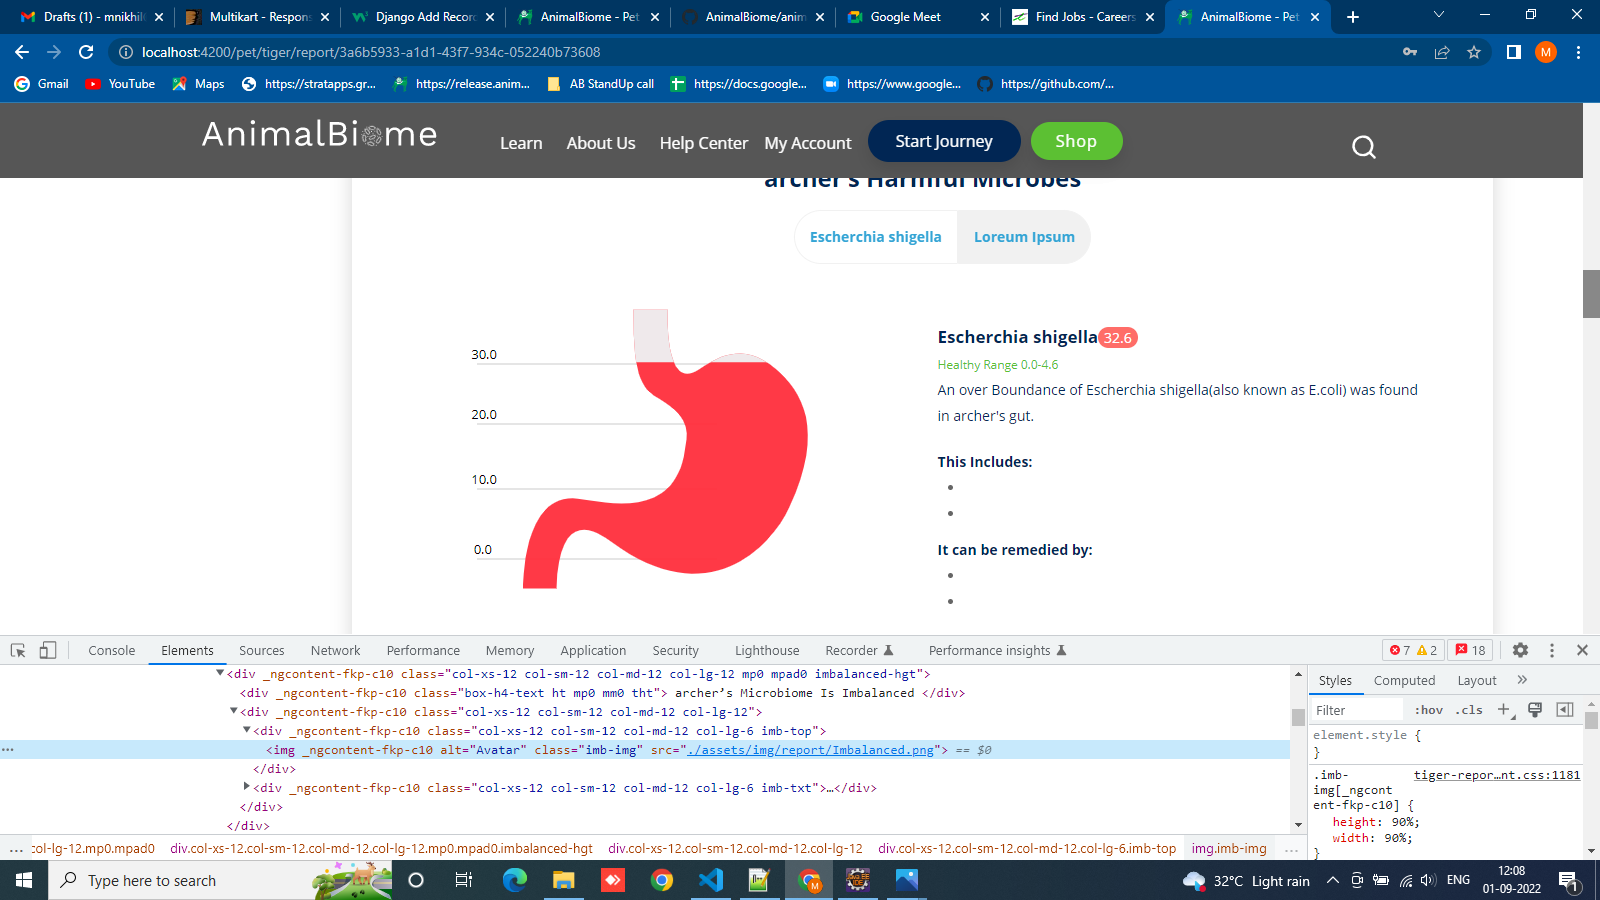 Drafts (1) - mnikhil
Multikart - Respons
Django Add Record
AnimalBiome - Pet
AnimalBiome/anim
Google Meet
Find Jobs - Careers
AnimalBiome - Pet
localhost:4200/pet/tiger/report/3a6b5933-a1d1-43f7-934c-052240b73608
M
Gmail
YouTube
Maps
https://stratapps.gr...
https://release.anim...
AB StandUp call
https://docs.google...
https://www.google...
https://github.com/...
AnimalBiome
Learn
About Us
Help Center
My Account
Start Journey
Shop
archer's Harmful Microbes
Escherchia shigella
Loreum Ipsum
30.0
20.0
10.0
0.0
Escherchia shigella 32.6
Healthy Range 0.0-4.6
An over Boundance of Escherchia shigella(also known as E.coli) was found
in archer's gut.
This Includes:
It can be remedied by:
Console
Elements
Sources
Network
Performance
Memory
Application
Security
Lighthouse
Recorder
Performance insights
7
2
18
<div _ngcontent-fkp-c10 class="col-xs-12 col-sm-12 col-md-12 col-lg-12 mp0 mpad0 imbalanced-hgt">
<div _ngcontent-fkp-c10 class="box-h4-text ht mp0 mm0 tht"> archer’s Microbiome Is Imbalanced </div>
<div _ngcontent-fkp-c10 class="col-xs-12 col-sm-12 col-md-12 col-lg-12">
<div _ngcontent-fkp-c10 class="col-xs-12 col-sm-12 col-md-12 col-lg-6 imb-top">
<img _ngcontent-fkp-c10 alt="Avatar" class="imb-img" src="./assets/img/report/Imbalanced.png"> == $0
</div>
<div _ngcontent-fkp-c10 class="col-xs-12 col-sm-12 col-md-12 col-lg-6 imb-txt">…</div>
</div>
</div>
... col-lg-12.mp0.mpad0
div.col-xs-12.col-sm-12.col-md-12.col-lg-12.mp0.mpad0.imbalanced-hgt
div.col-xs-12.col-sm-12.col-md-12.col-lg-12
div.col-xs-12.col-sm-12.col-md-12.col-lg-6.imb-top
img.imb-img
...
Styles
Computed
Layout
Filter
:hov
.cls
element.style {
}
.imb-
tiger-repor…nt.css:1181
img[_ngcont
ent-fkp-c10] {
height: 90%;
width: 90%;
}
Type here to search
32°C Light rain
ENG
12:08
01-09-2022
1